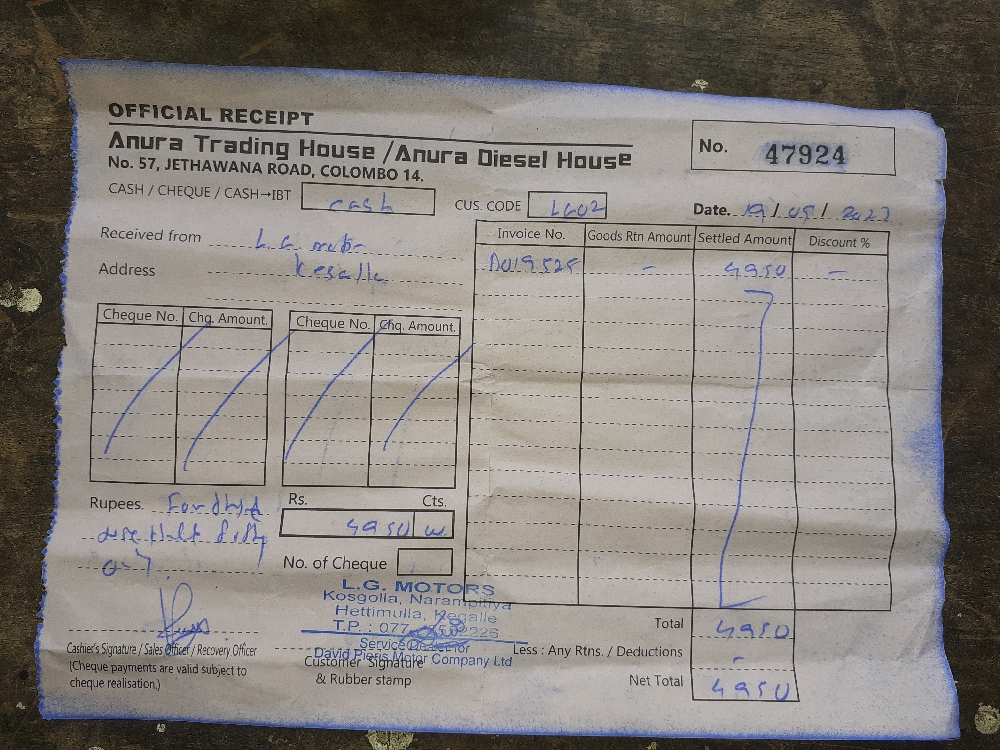 OFFICIAL RECEIPT
Anura Trading House / Anura Diesel House
No. 57, JETHAWANA ROAD, COLOMBO 14.
No. 47924
CASH / CHEQUE / CASH→IBT cash
CUS. CODE LG02
Date.
Received from L.G
Address kegalle
Invoice No. Goods Rtn Amount Settled Amount Discount %
- 4950 -
Cheque No. Chq. Amount. Cheque No. Chq. Amount.
Rupees.
fifty
Rs. Cts.
4950
No. of Cheque
L.G. MOTORS
Kosgolla, Narampitiya
Hettimulla, Kegalle
T.P. : 077
Service Dealer for
David Pieris Motor Company Ltd
Cashier's Signature / Sales Officer / Recovery Officer
(Cheque payments are valid subject to
cheque realisation.)
Customer Signature
& Rubber stamp
Total 4950
Less : Any Rtns. / Deductions -
Net Total 4950